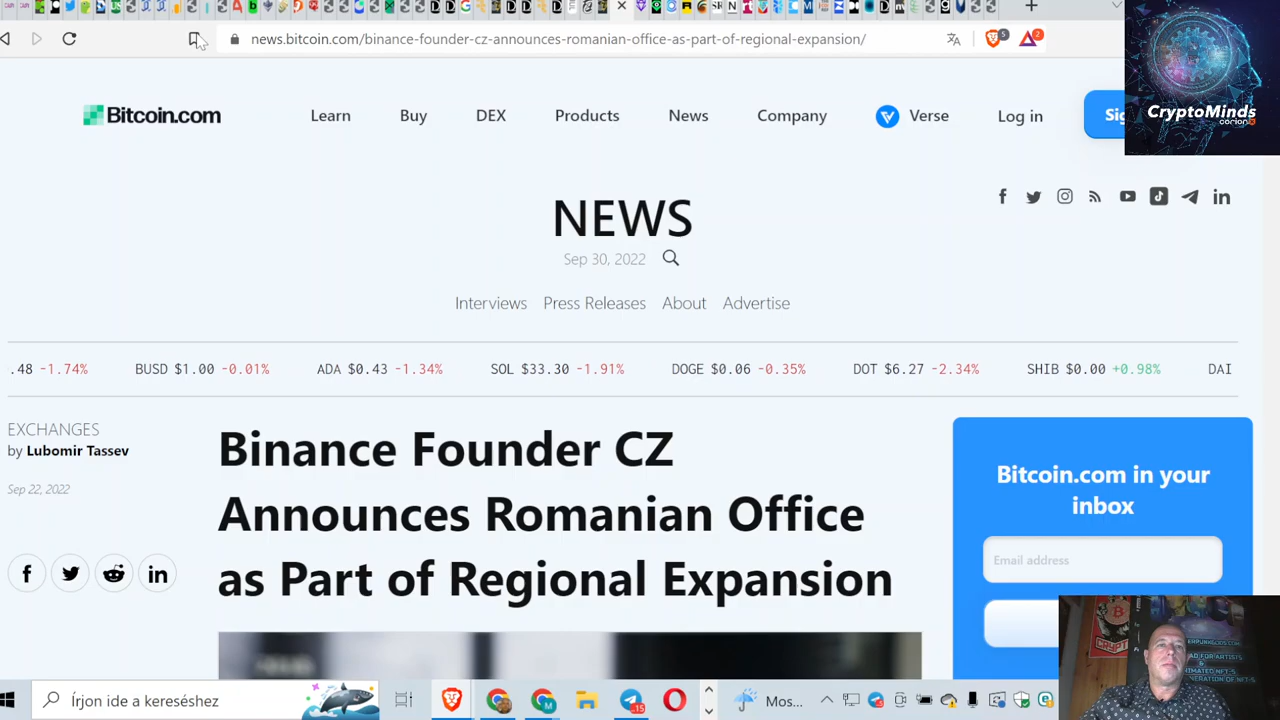 news.bitcoin.com/binance-founder-cz-announces-romanian-office-as-part-of-regional-expansion/
5
2
CryptoMinds
corionX
Bitcoin.com
Learn
Buy
DEX
Products
News
Company
Verse
Log in
NEWS
Sep 30, 2022
Interviews
Press Releases
About
Advertise
.48 -1.74%
BUSD $1.00 -0.01%
ADA $0.43 -1.34%
SOL $33.30 -1.91%
DOGE $0.06 -0.35%
DOT $6.27 -2.34%
SHIB $0.00 +0.98%
DAI
EXCHANGES
by Lubomir Tassev
Sep 22, 2022
Binance Founder CZ
Announces Romanian Office
as Part of Regional Expansion
Bitcoin.com in your
inbox
Email address
Írjon ide a kereséshez
15
Mos...